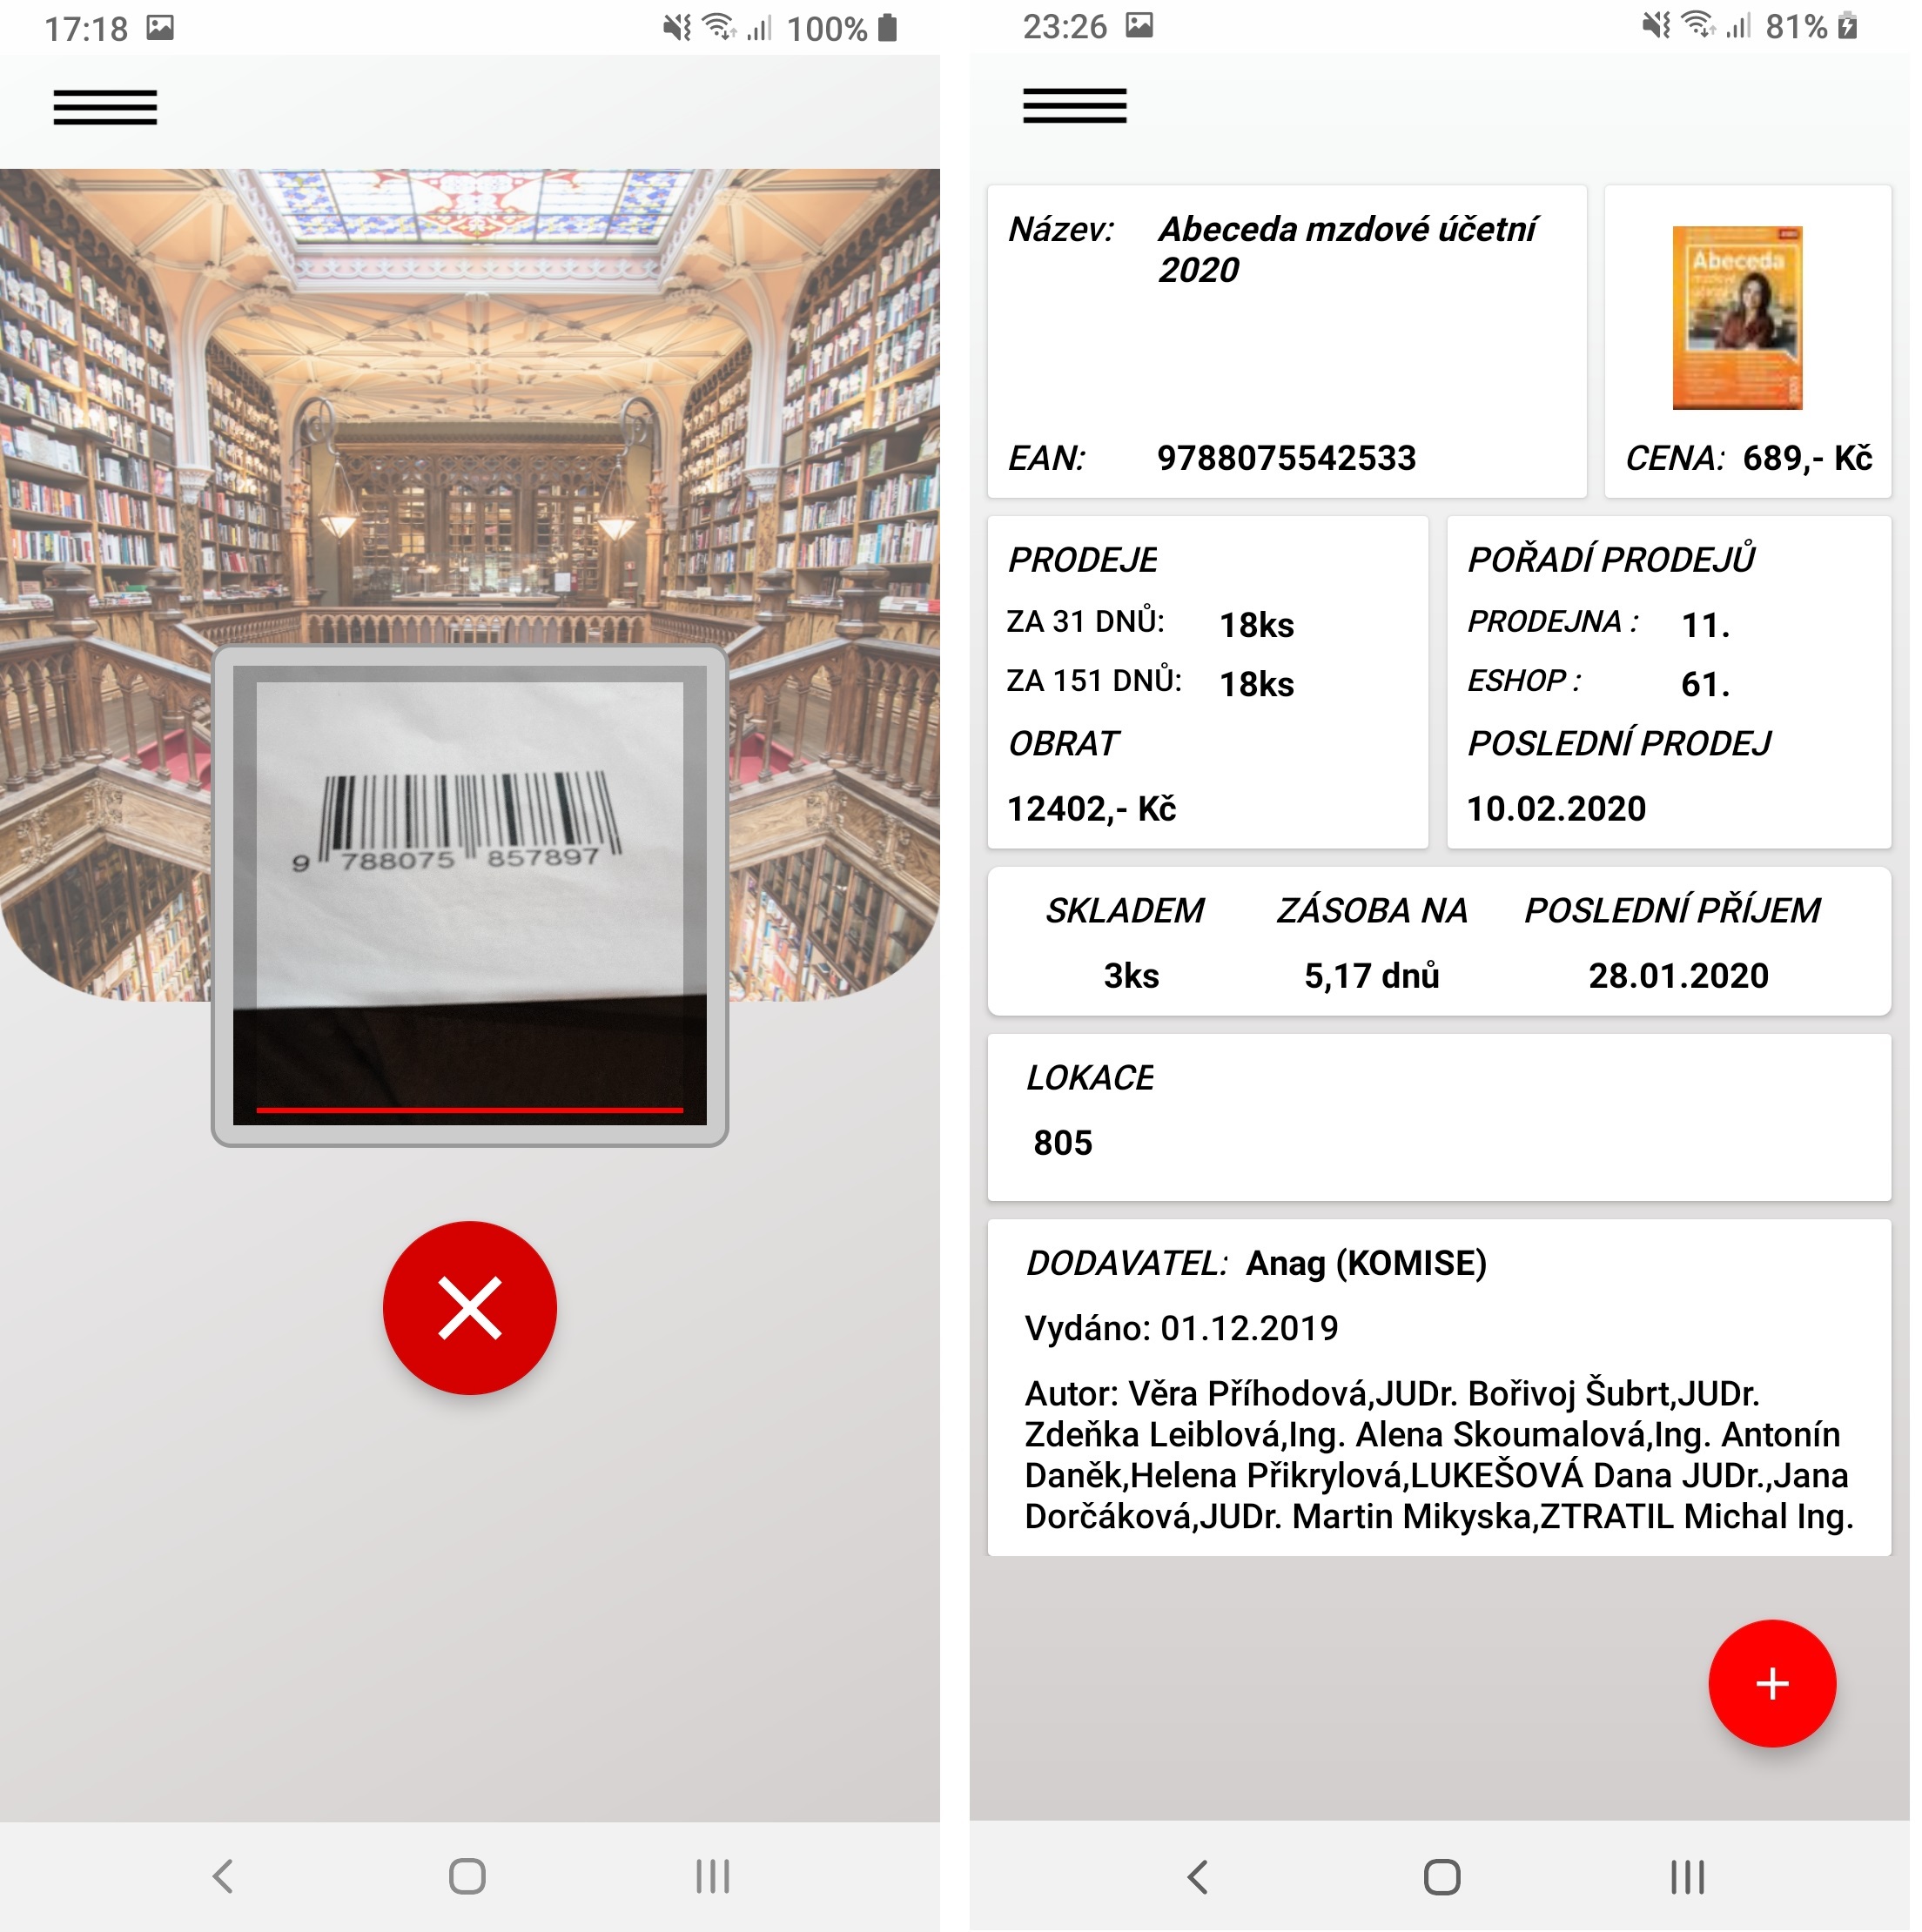 17:18
100%
9 788075 857897
23:26
81%
Název: Abeceda mzdové účetní
2020
EAN: 9788075542533
Abeceda
CENA: 689,- Kč
PRODEJE
ZA 31 DNŮ: 18ks
ZA 151 DNŮ: 18ks
OBRAT
12402,- Kč
POŘADÍ PRODEJŮ
PRODEJNA : 11.
ESHOP : 61.
POSLEDNÍ PRODEJ
10.02.2020
SKLADEM ZÁSOBA NA POSLEDNÍ PŘÍJEM
3ks 5,17 dnů 28.01.2020
LOKACE
805
DODAVATEL: Anag (KOMISE)
Vydáno: 01.12.2019
Autor: Věra Příhodová,JUDr. Bořivoj Šubrt,JUDr.
Zdeňka Leiblová,Ing. Alena Skoumalová,Ing. Antonín
Daněk,Helena Přikrylová,LUKEŠOVÁ Dana JUDr.,Jana
Dorčáková,JUDr. Martin Mikyska,ZTRATIL Michal Ing.